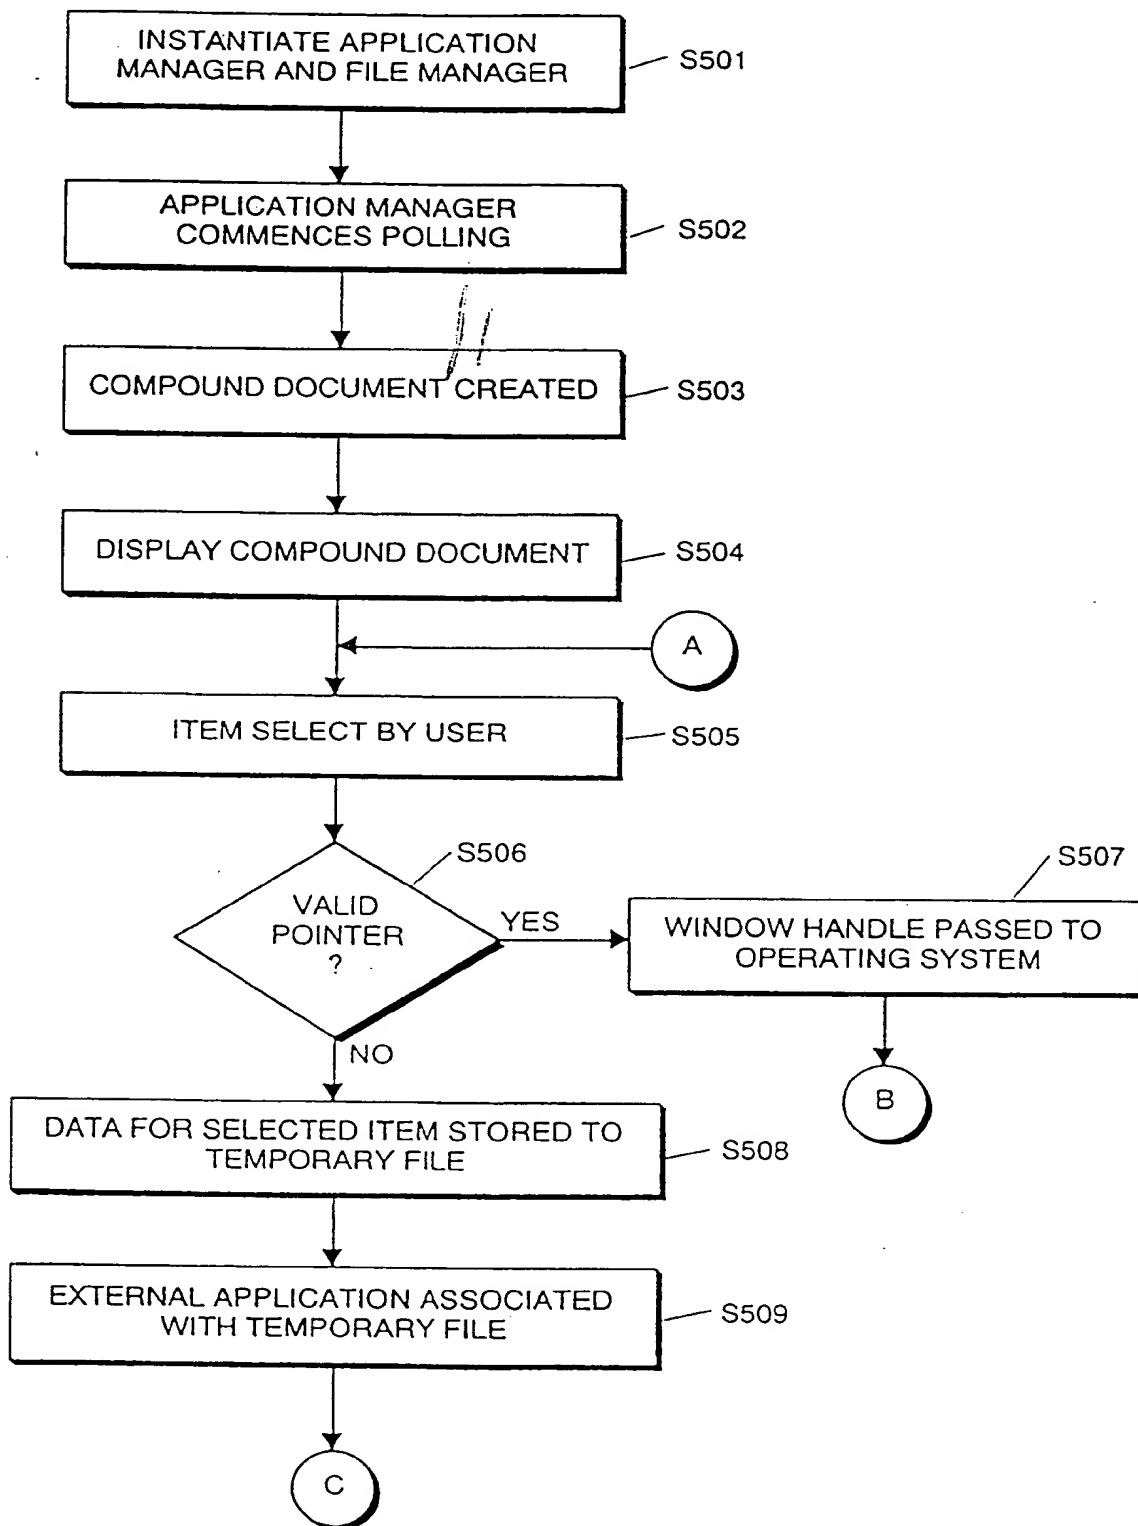 INSTANTIATE APPLICATION
MANAGER AND FILE MANAGER
S501
APPLICATION MANAGER
COMMENCES POLLING
S502
COMPOUND DOCUMENT CREATED
S503
DISPLAY COMPOUND DOCUMENT
S504
A
ITEM SELECT BY USER
S505
S506
VALID
POINTER
?
YES
S507
WINDOW HANDLE PASSED TO
OPERATING SYSTEM
NO
B
DATA FOR SELECTED ITEM STORED TO
TEMPORARY FILE
S508
EXTERNAL APPLICATION ASSOCIATED
WITH TEMPORARY FILE
S509
C